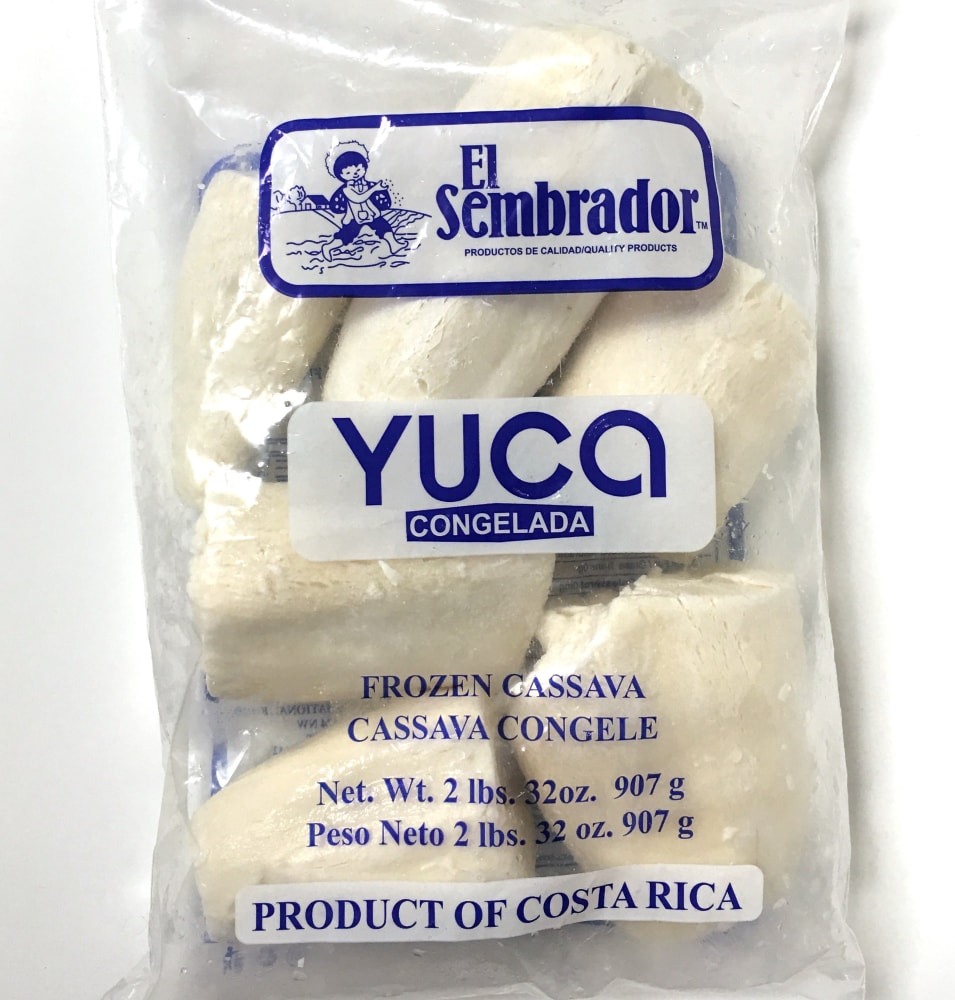 El
Sembrador™
PRODUCTOS DE CALIDAD/QUALITY PRODUCTS
YUCA
CONGELADA
FROZEN CASSAVA
CASSAVA CONGELE
Net. Wt. 2 lbs. 32oz. 907 g
Peso Neto 2 lbs. 32 oz. 907 g
PRODUCT OF COSTA RICA